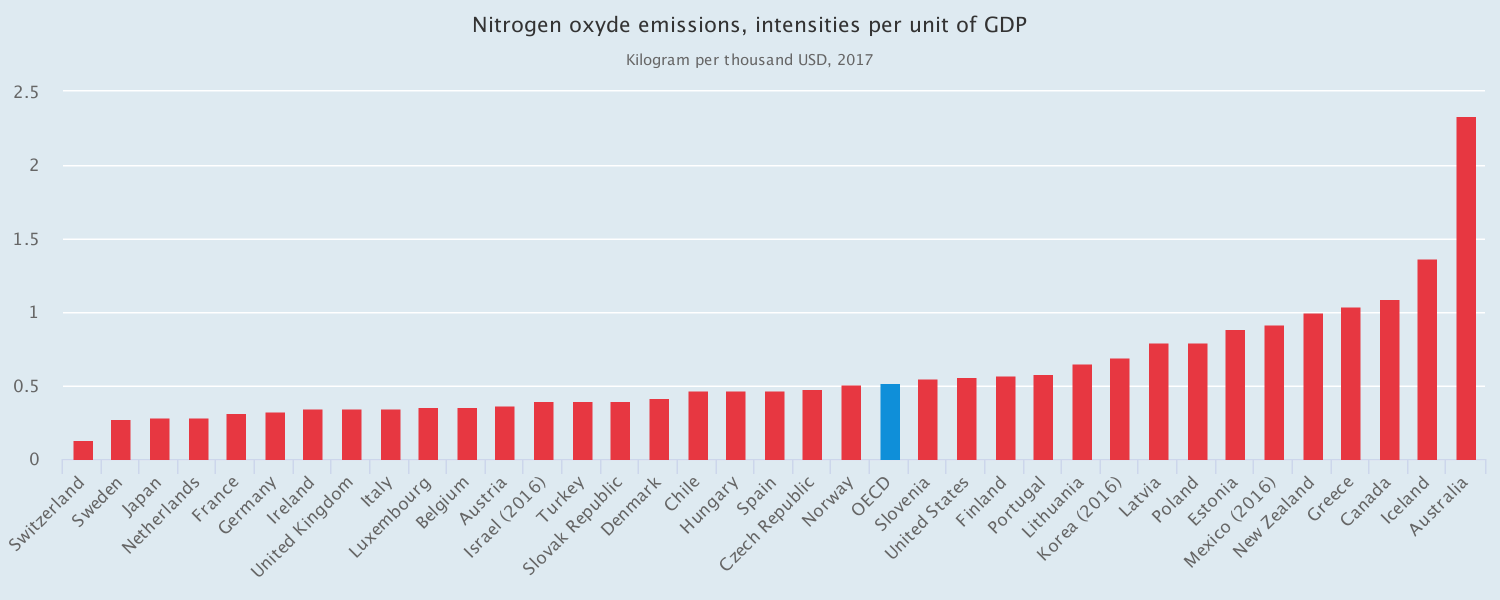 Nitrogen oxyde emissions, intensities per unit of GDP
Kilogram per thousand USD, 2017
2.5
2
1.5
1
0.5
0
Switzerland
Sweden
Japan
Netherlands
France
Germany
Ireland
United Kingdom
Italy
Luxembourg
Belgium
Austria
Israel (2016)
Turkey
Slovak Republic
Denmark
Chile
Hungary
Spain
Czech Republic
Norway
OECD
Slovenia
United States
Finland
Portugal
Lithuania
Korea (2016)
Latvia
Poland
Estonia
Mexico (2016)
New Zealand
Greece
Canada
Iceland
Australia